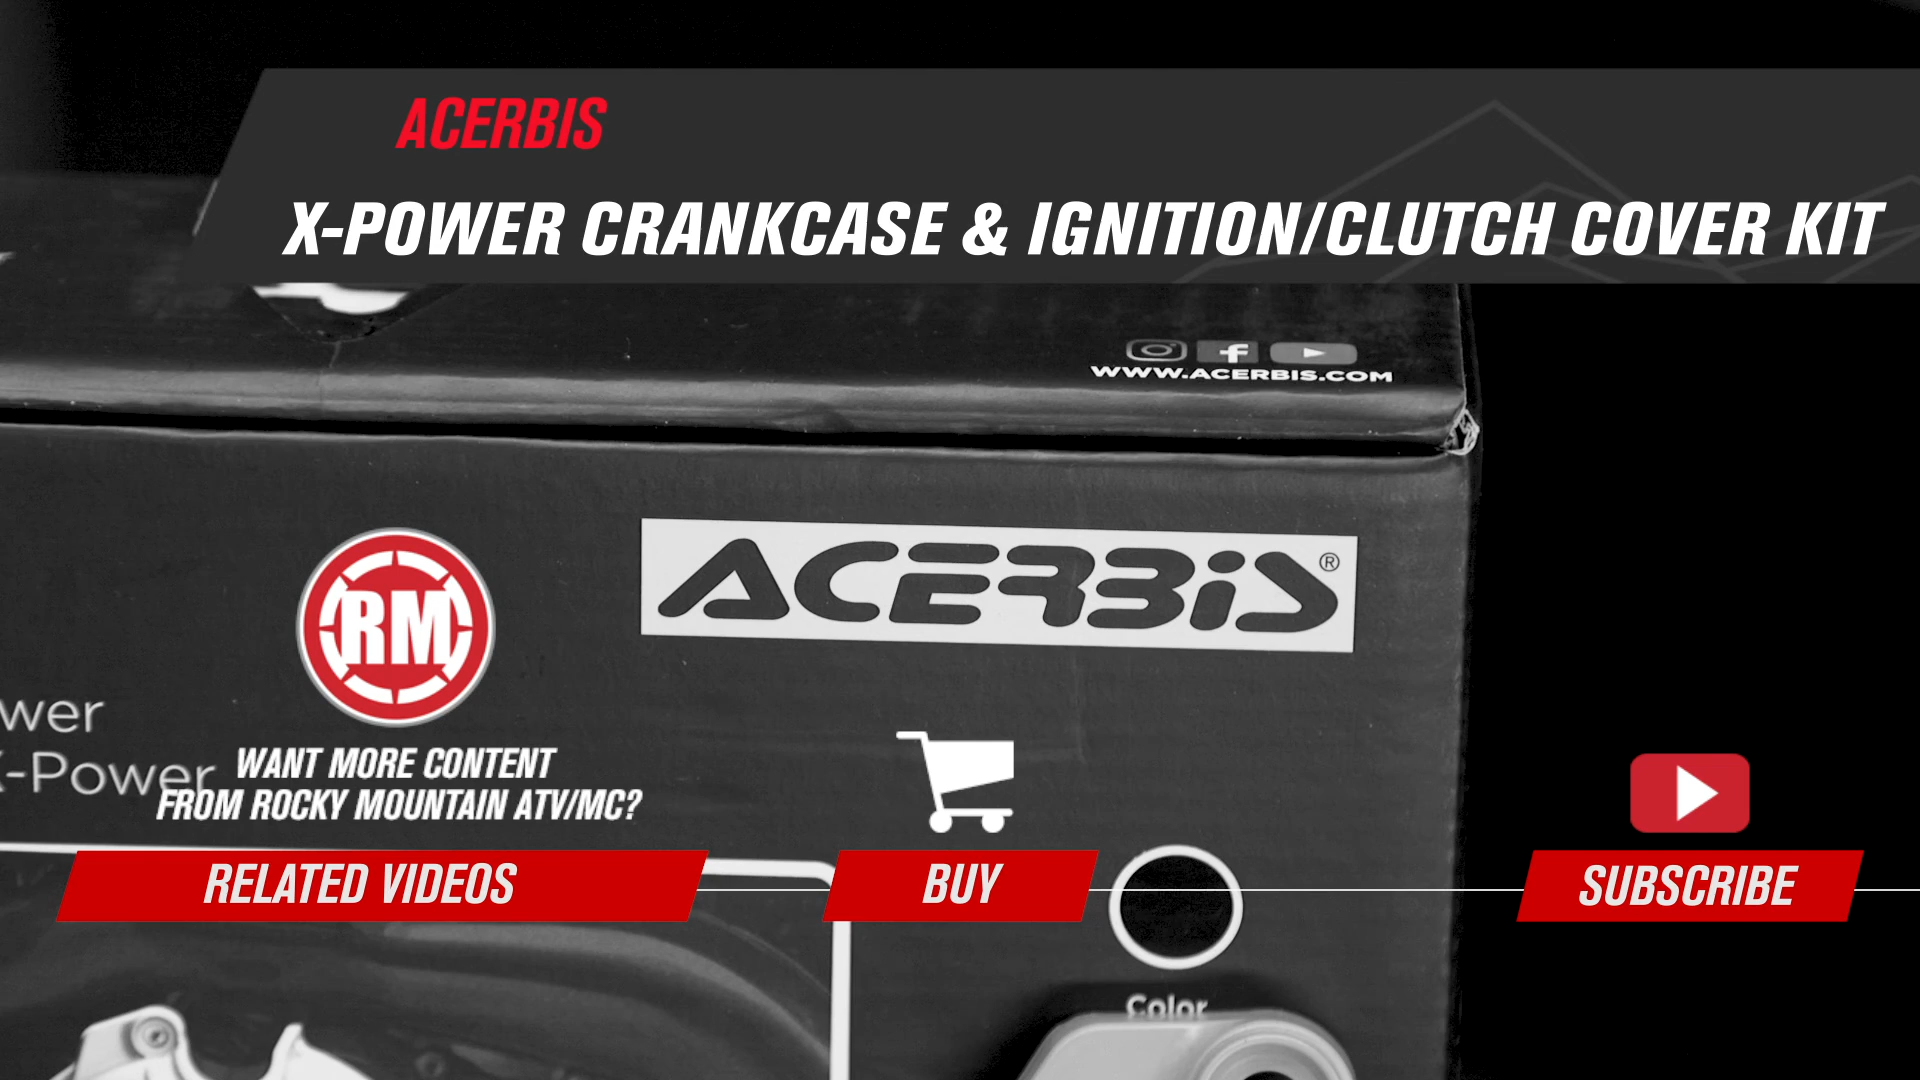 ACERBIS
X-POWER CRANKCASE & IGNITION/CLUTCH COVER KIT
WWW.ACERBIS.COM
ACERBIS®
RM
wer
X-Power
WANT MORE CONTENT
FROM ROCKY MOUNTAIN ATV/MC?
RELATED VIDEOS
BUY
SUBSCRIBE
Color